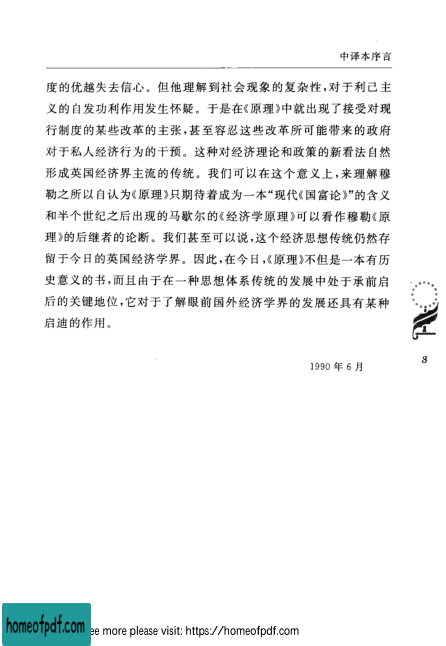 中译本序言
度的优越失去信心。但他理解到社会现象的复杂性，对于利己主
义的自发功利作用发生怀疑。于是在《原理》中就出现了接受对现
行制度的某些改革的主张，甚至容忍这些改革所可能带来的政府
对于私人经济行为的干预。这种对经济理论和政策的新看法自然
形成英国经济界主流的传统。我们可以在这个意义上，来理解穆
勒之所以自认为《原理》只期待着成为一本“现代《国富论》”的含义
和半个世纪之后出现的马歇尔的《经济学原理》可以看作穆勒《原
理》的后继者的论断。我们甚至可以说，这个经济思想传统仍然存
留于今日的英国经济学界。因此，在今日，《原理》不但是一本有历
史意义的书，而且由于在一种思想体系传统的发展中处于承前启
后的关键地位，它对于了解眼前国外经济学界的发展还具有某种
启迪的作用。
1990年6月
3
homeofpdf.com
ee more please visit: https://homeofpdf.com